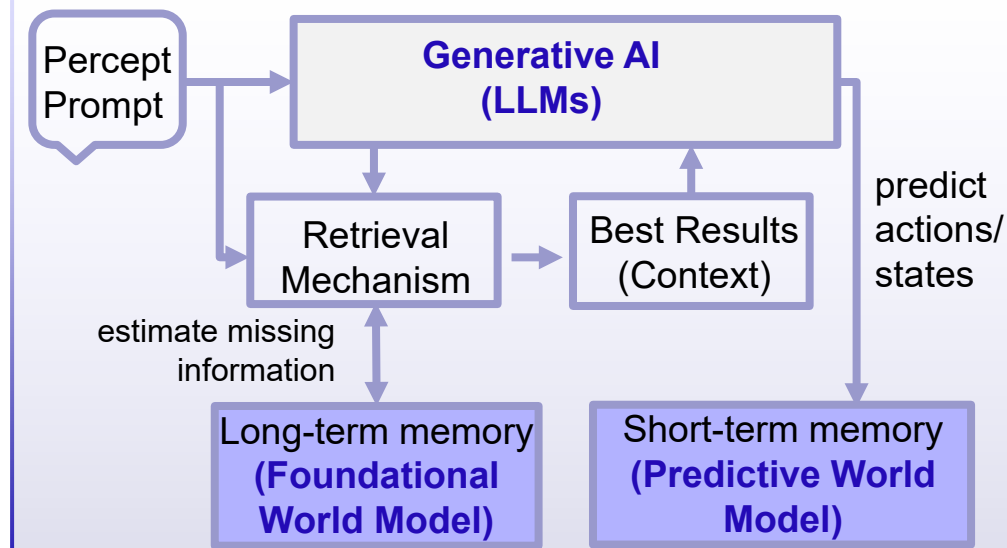 Percept
Prompt
Generative AI
(LLMs)
Retrieval
Mechanism
Best Results
(Context)
predict
actions/
states
estimate missing
information
Long-term memory
(Foundational
World Model)
Short-term memory
(Predictive World
Model)